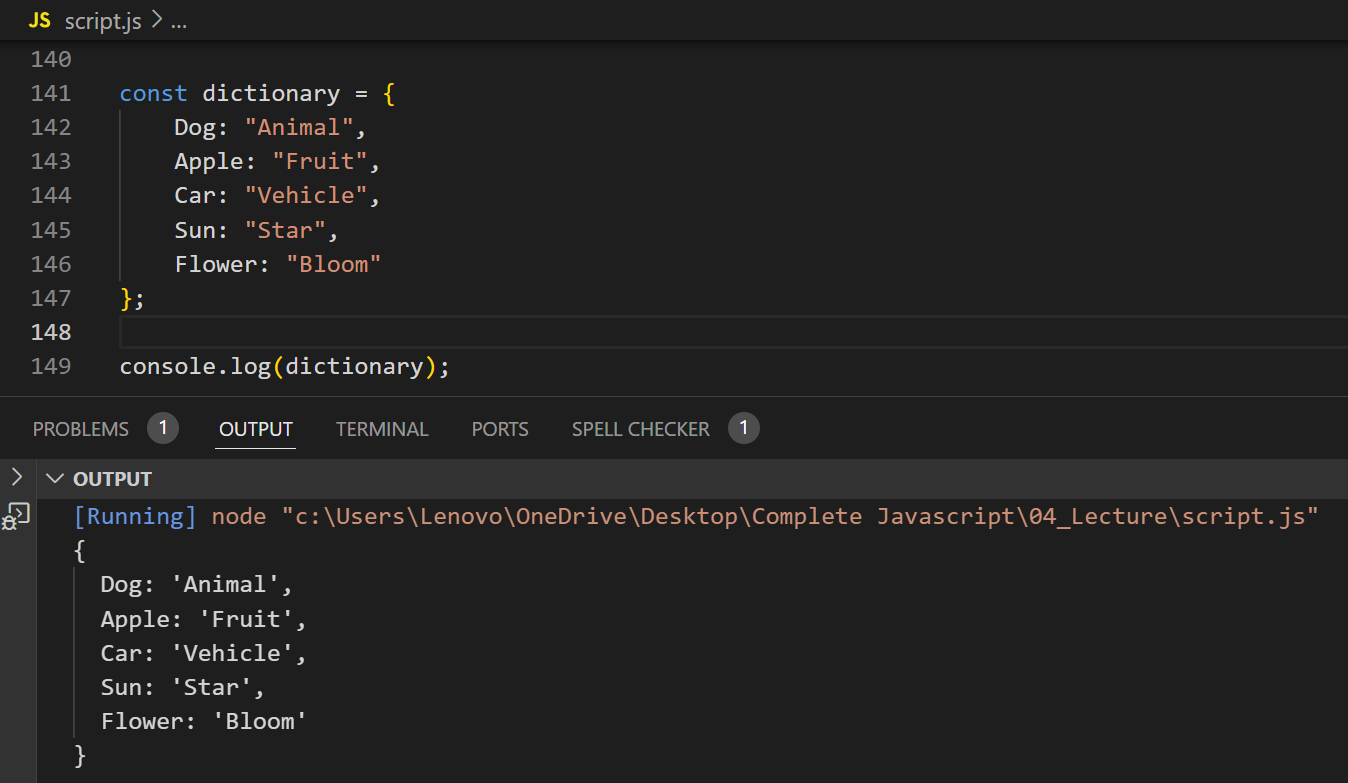 JS script.js > ...
140
141 const dictionary = {
142     Dog: "Animal",
143     Apple: "Fruit",
144     Car: "Vehicle",
145     Sun: "Star",
146     Flower: "Bloom"
147 };
148
149 console.log(dictionary);
PROBLEMS 1 OUTPUT TERMINAL PORTS SPELL CHECKER 1
OUTPUT
[Running] node "c:\Users\Lenovo\OneDrive\Desktop\Complete Javascript\04_Lecture\script.js"
{
  Dog: 'Animal',
  Apple: 'Fruit',
  Car: 'Vehicle',
  Sun: 'Star',
  Flower: 'Bloom'
}